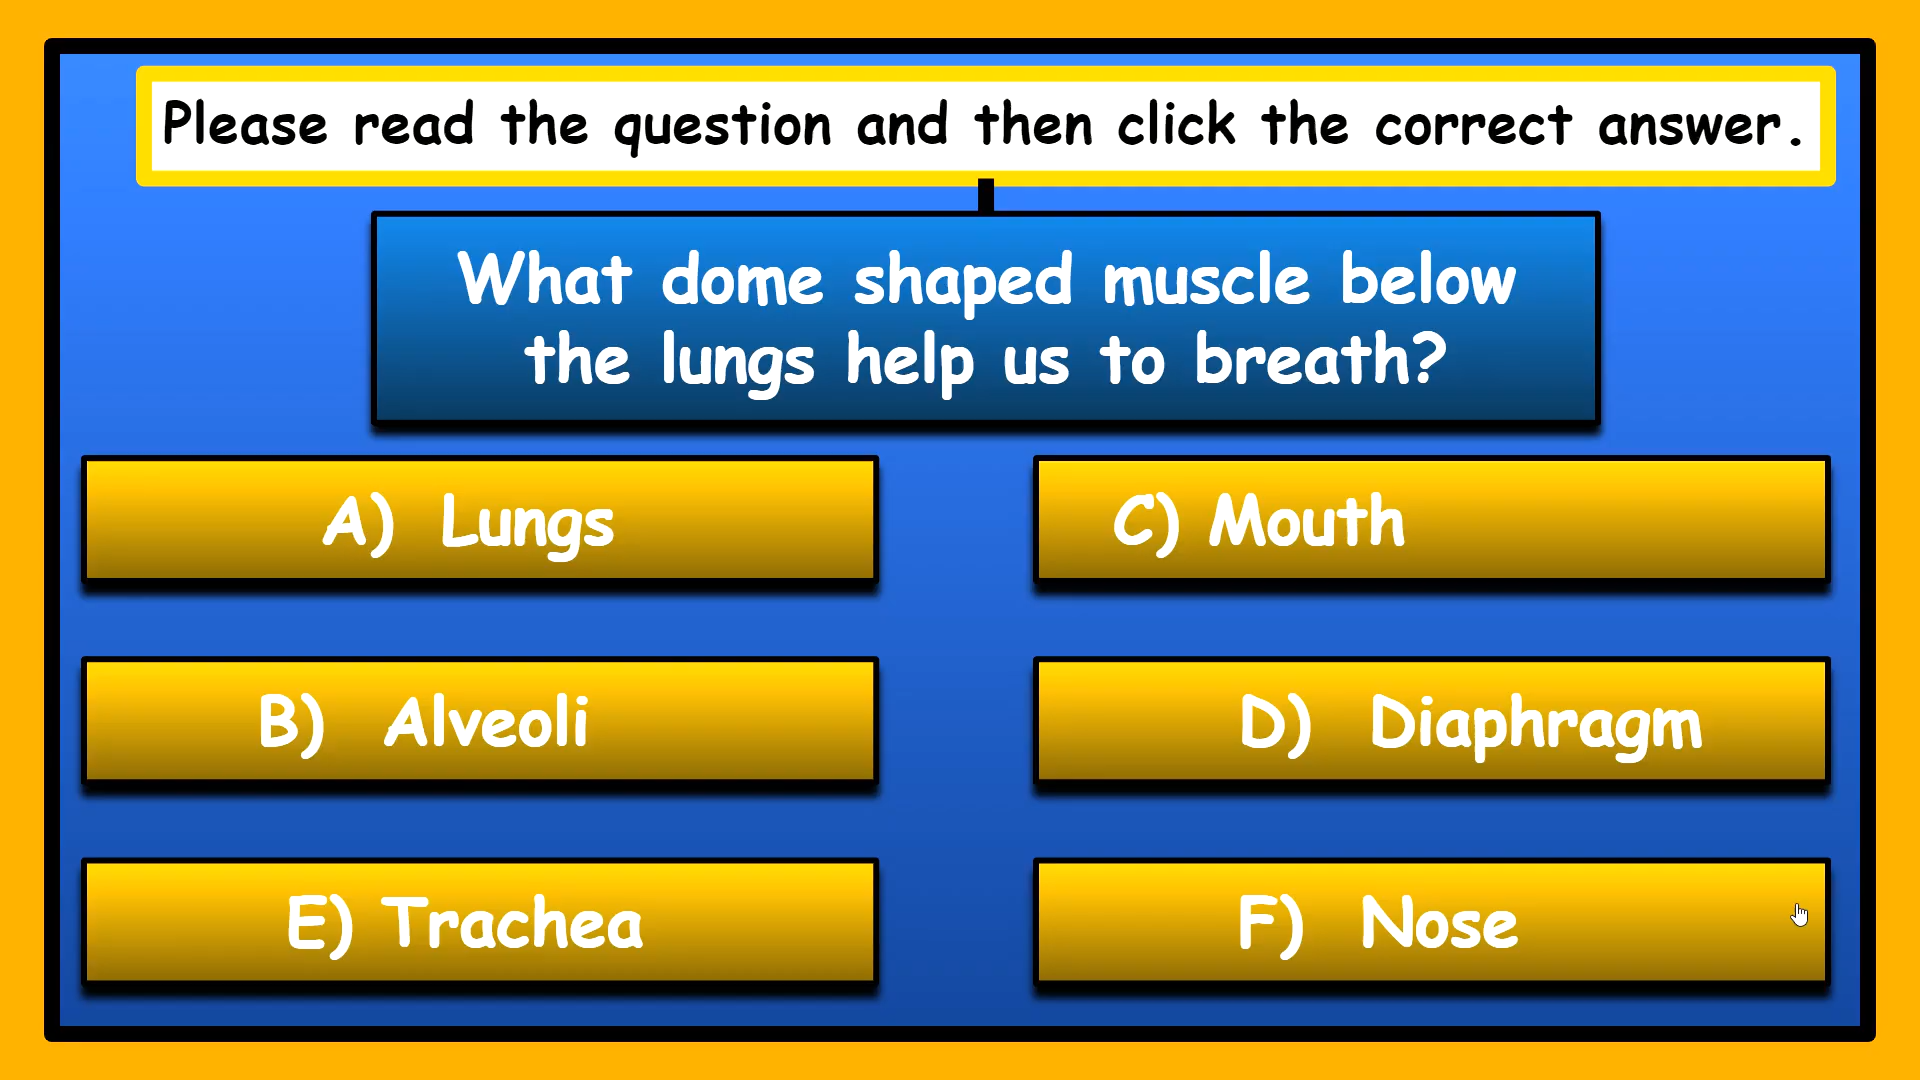 Please read the question and then click the correct answer.
What dome shaped muscle below
the lungs help us to breath?
A) Lungs
C) Mouth
B) Alveoli
D) Diaphragm
E) Trachea
F) Nose